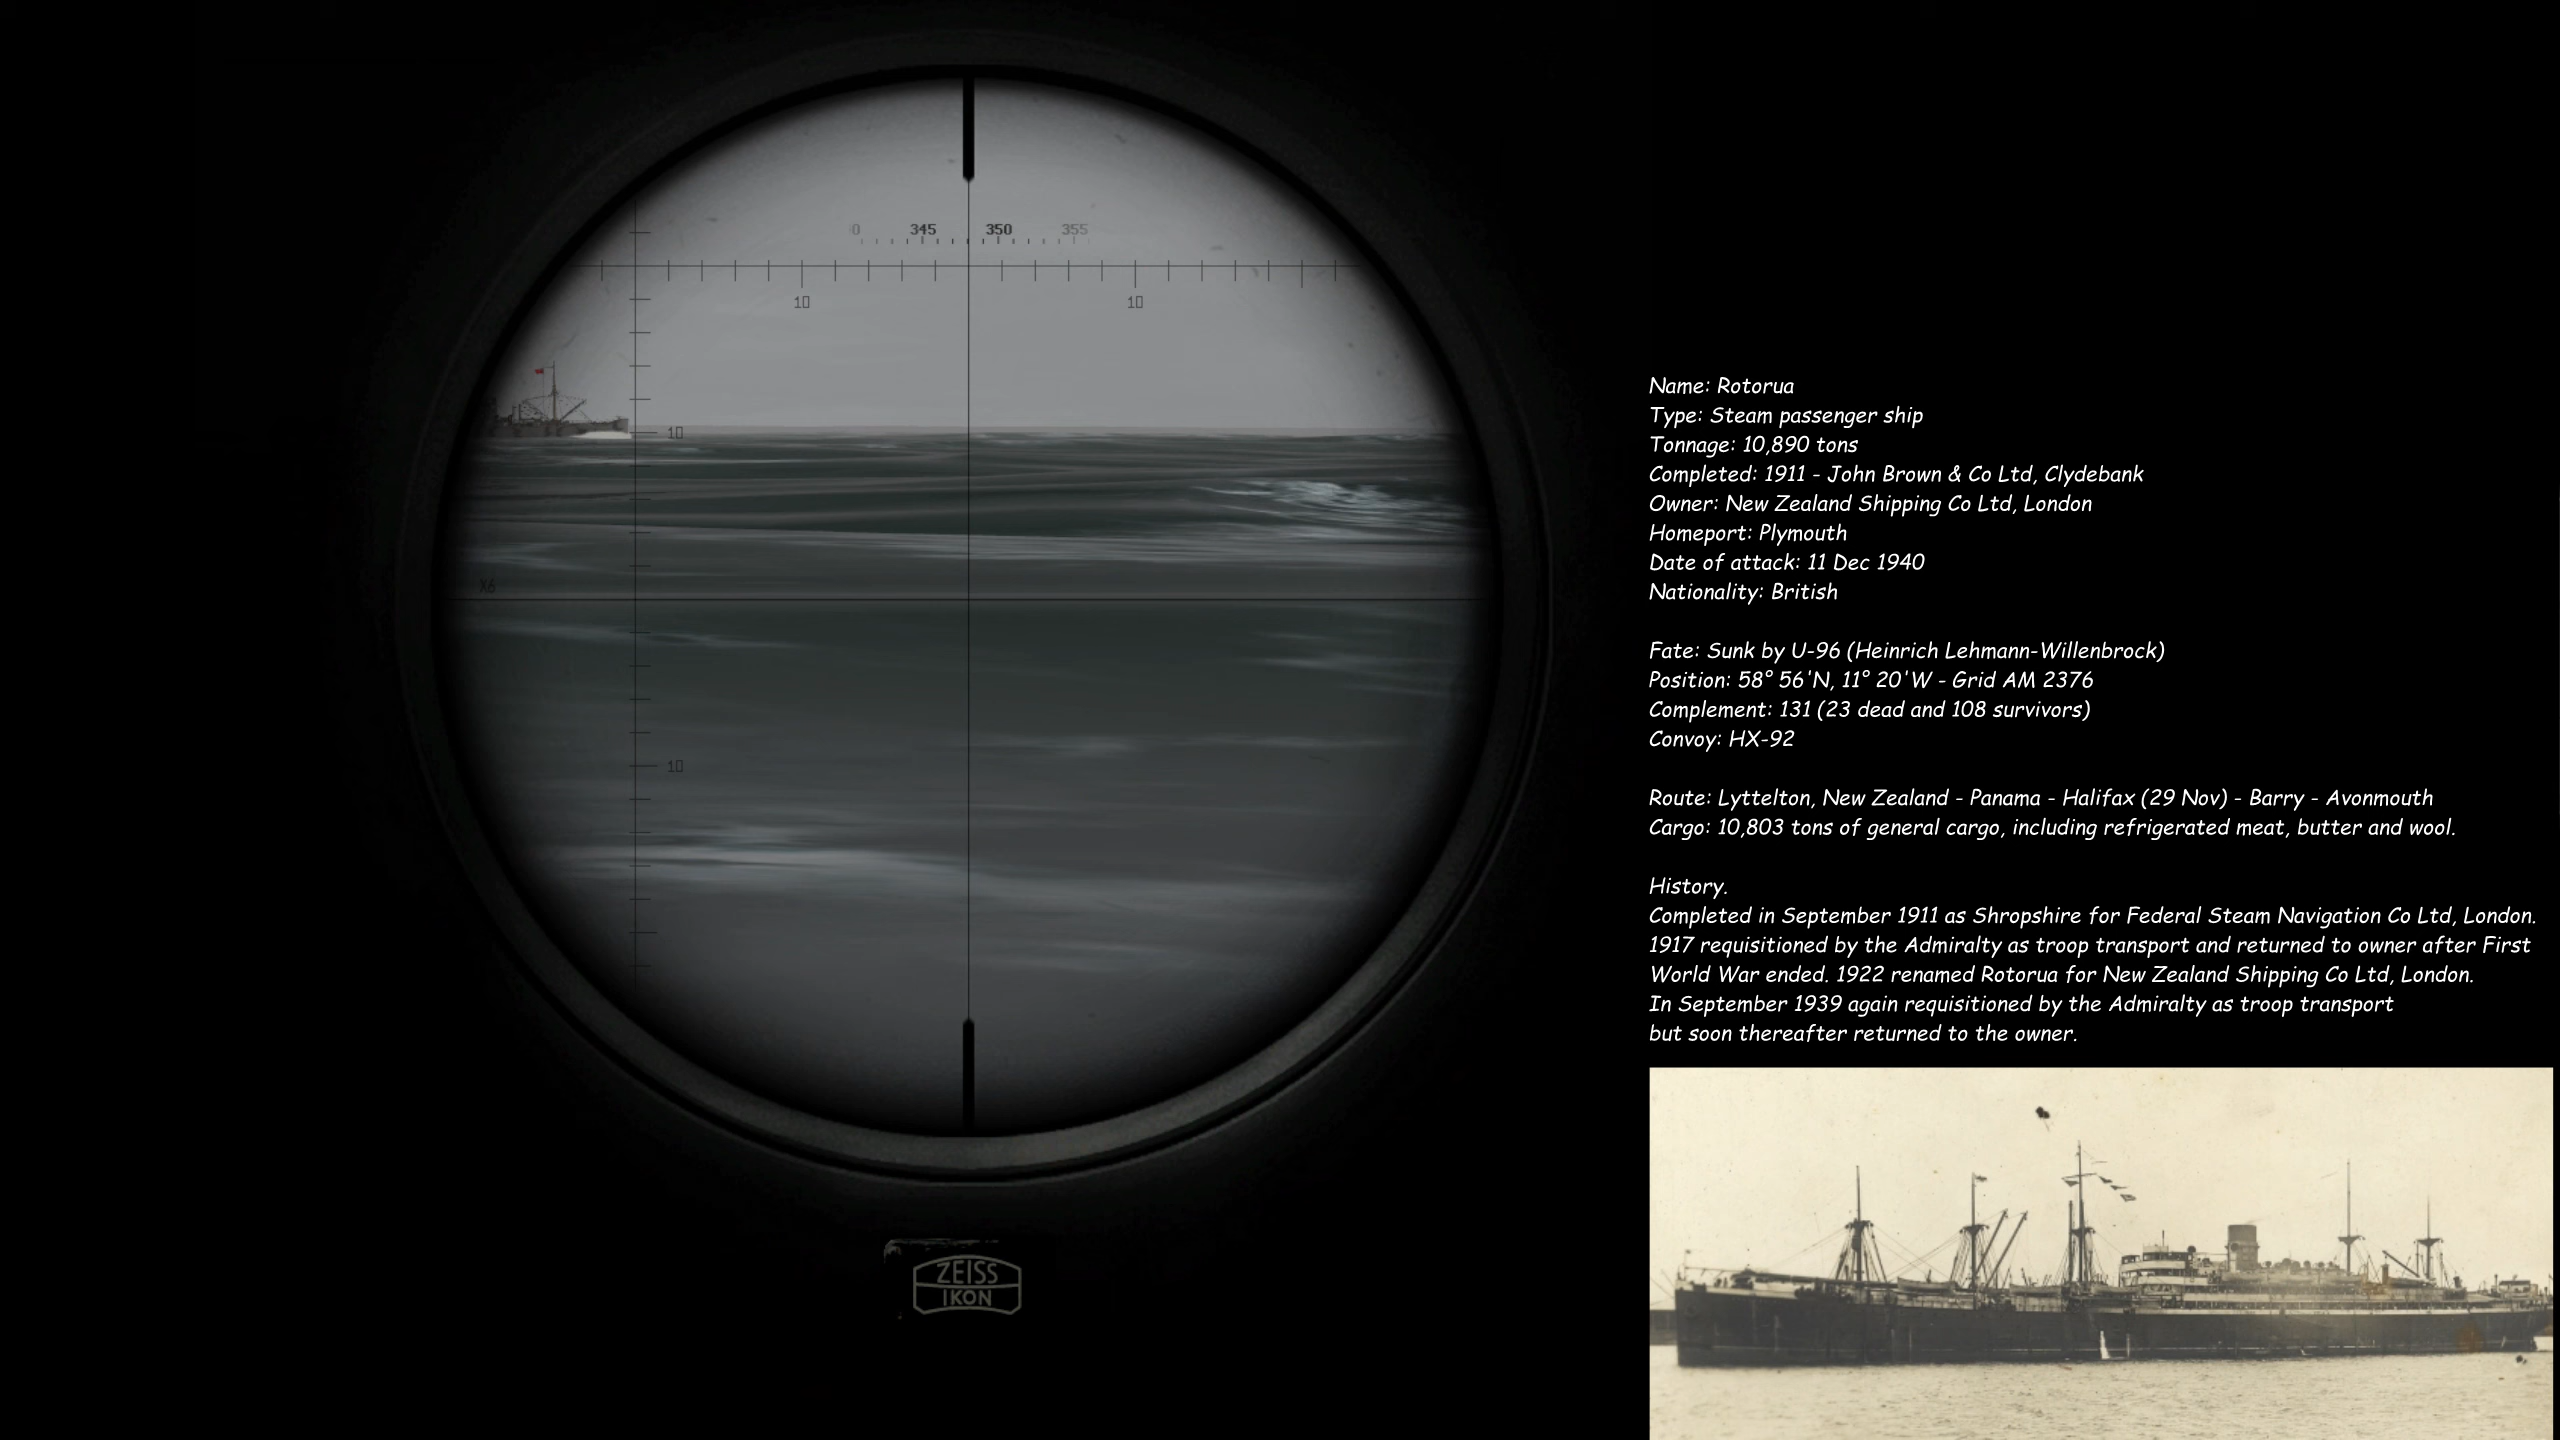 345 350 355
10 10
10
X6
10
ZEISS
IKON
Name: Rotorua
Type: Steam passenger ship
Tonnage: 10,890 tons
Completed: 1911 - John Brown & Co Ltd, Clydebank
Owner: New Zealand Shipping Co Ltd, London
Homeport: Plymouth
Date of attack: 11 Dec 1940
Nationality: British
Fate: Sunk by U-96 (Heinrich Lehmann-Willenbrock)
Position: 58° 56'N, 11° 20'W - Grid AM 2376
Complement: 131 (23 dead and 108 survivors)
Convoy: HX-92
Route: Lyttelton, New Zealand - Panama - Halifax (29 Nov) - Barry - Avonmouth
Cargo: 10,803 tons of general cargo, including refrigerated meat, butter and wool.
History.
Completed in September 1911 as Shropshire for Federal Steam Navigation Co Ltd, London.
1917 requisitioned by the Admiralty as troop transport and returned to owner after First
World War ended. 1922 renamed Rotorua for New Zealand Shipping Co Ltd, London.
In September 1939 again requisitioned by the Admiralty as troop transport
but soon thereafter returned to the owner.